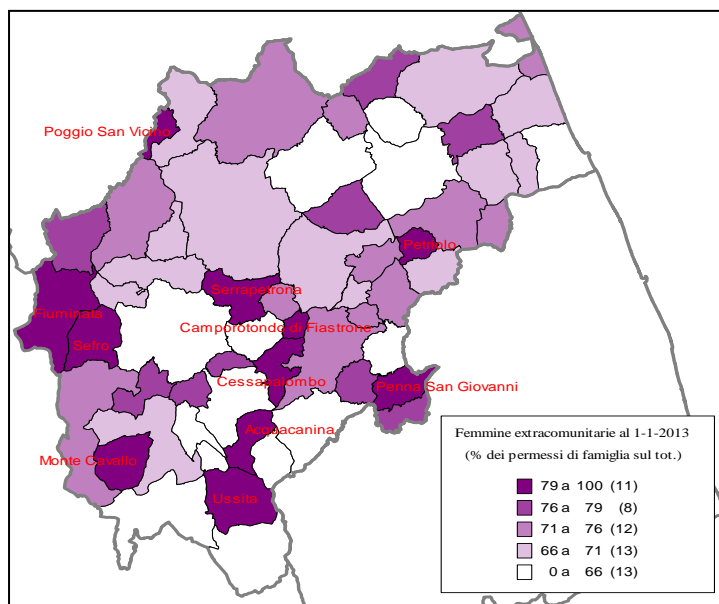 Poggio San Vicino
Petriolo
Serrapetrona
Fiuminata
Camporotondo di Fiastrone
Sefro
Cessapalombo
Penna San Giovanni
Acquacanina
Monte Cavallo
Ussita
Femmine extracomunitarie al 1-1-2013
(% dei permessi di famiglia sul tot.)
79 a 100 (11)
76 a 79 (8)
71 a 76 (12)
66 a 71 (13)
0 a 66 (13)